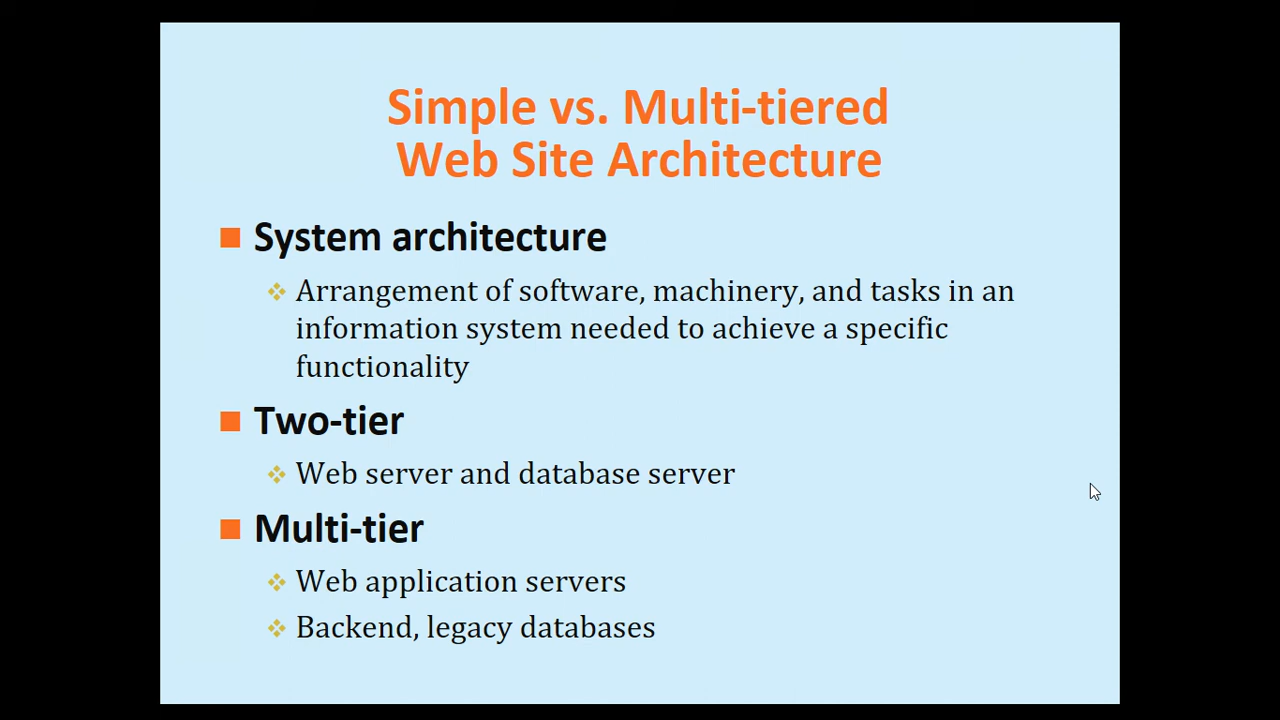 Simple vs. Multi-tiered
Web Site Architecture
System architecture
Arrangement of software, machinery, and tasks in an
information system needed to achieve a specific
functionality
Two-tier
Web server and database server
Multi-tier
Web application servers
Backend, legacy databases